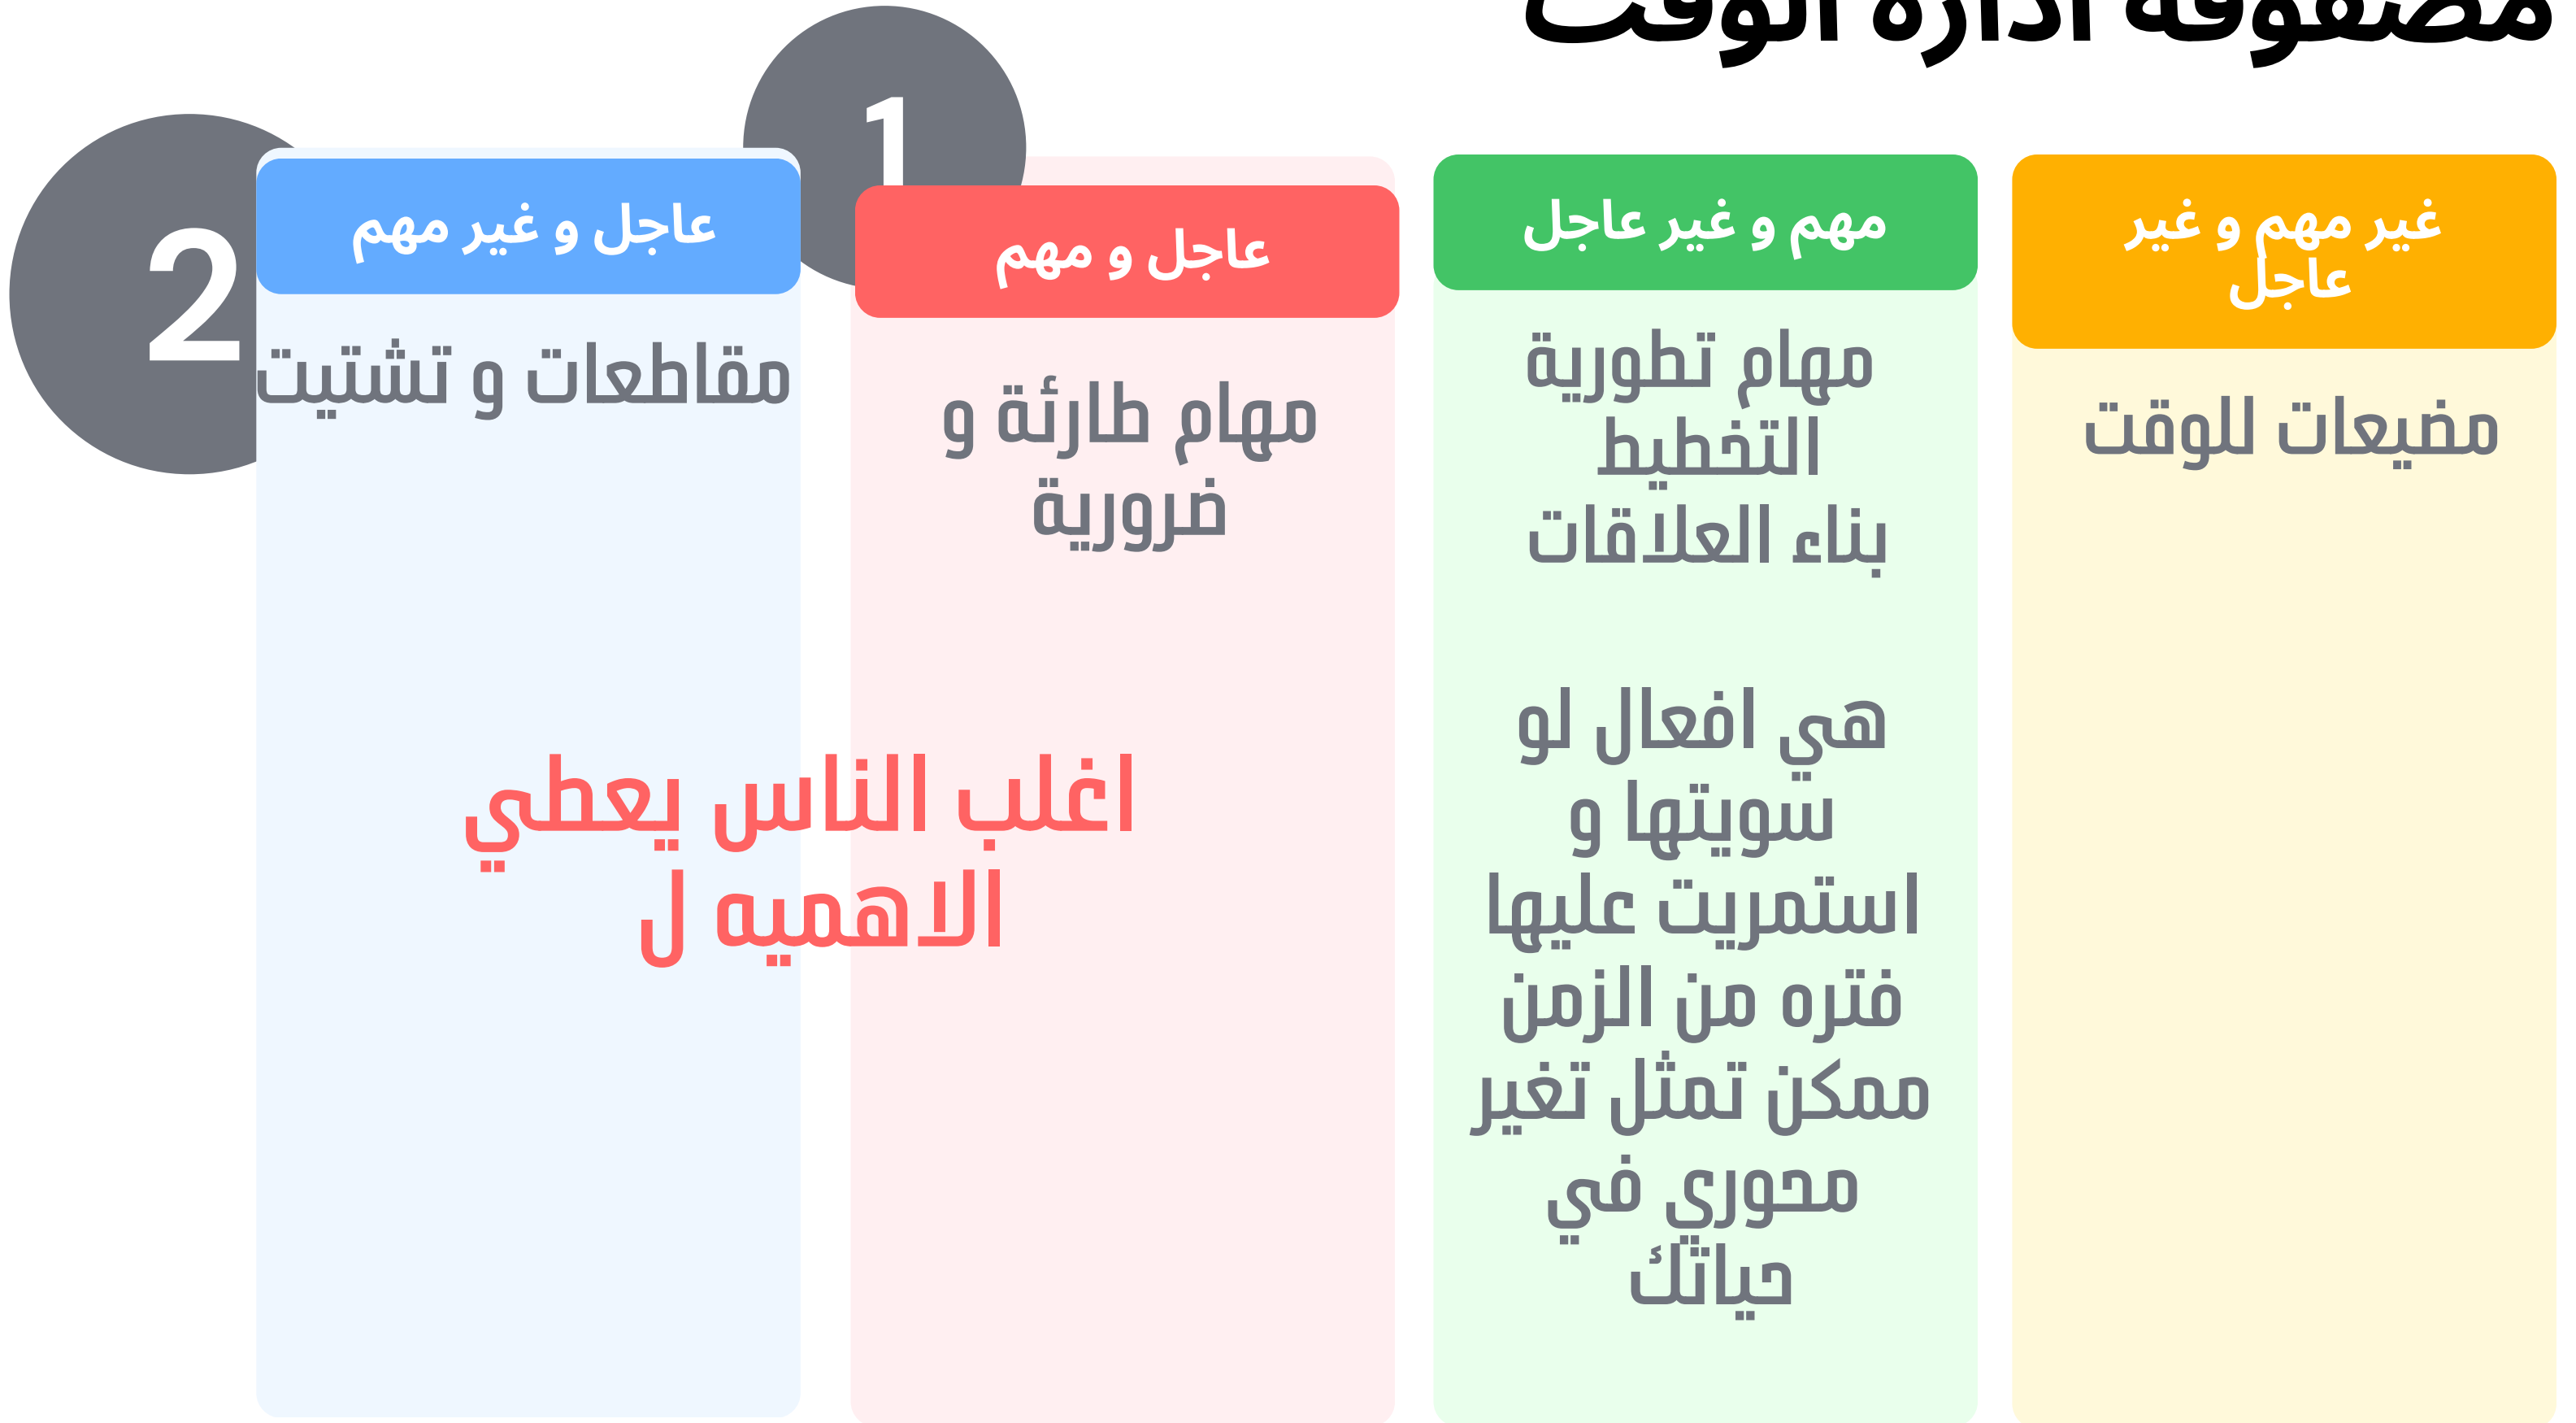 مصفوفة ادارة الوقت
غير مهم و غير
عاجل
مضيعات للوقت
مهم و غير عاجل
مهام تطورية
التخطيط
بناء العلاقات
هي افعال لو
سويتها و
استمريت عليها
فتره من الزمن
ممكن تمثل تغير
محوري في
حياتك
1
عاجل و مهم
مهام طارئة و
ضرورية
2
عاجل و غير مهم
مقاطعات و تشتيت
اغلب الناس يعطي
الاهميه ل